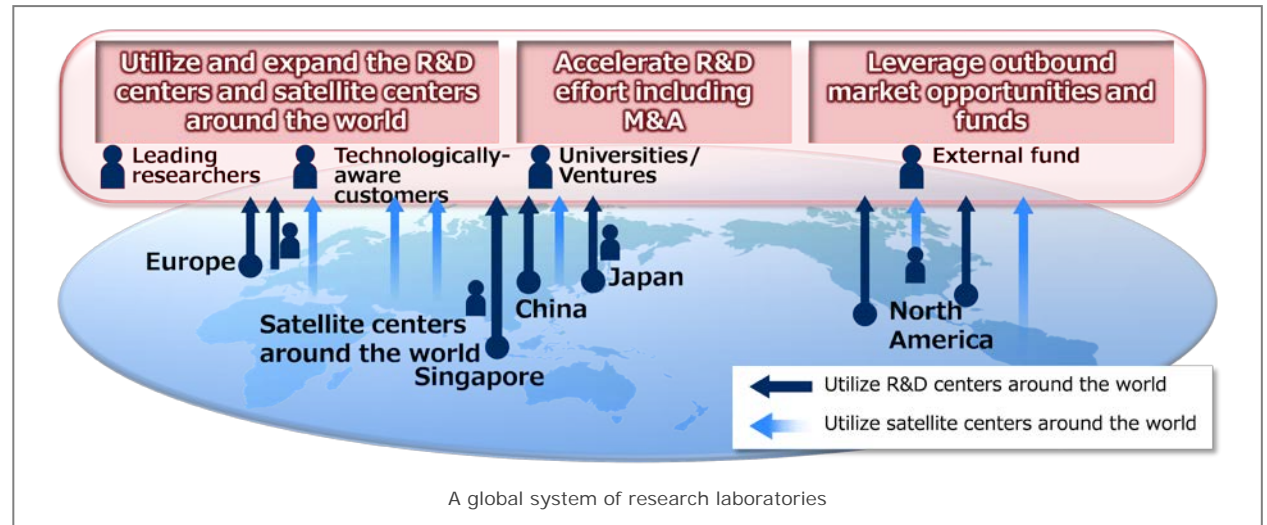 Utilize and expand the R&D
centers and satellite centers
around the world
Accelerate R&D
effort including
M&A
Leverage outbound
market opportunities and
funds
Leading
researchers
Technologically-
aware
customers
Universities/
Ventures
External fund
Europe
Satellite centers
around the world
Singapore
China
Japan
North
America
Utilize R&D centers around the world
Utilize satellite centers around the world
A global system of research laboratories